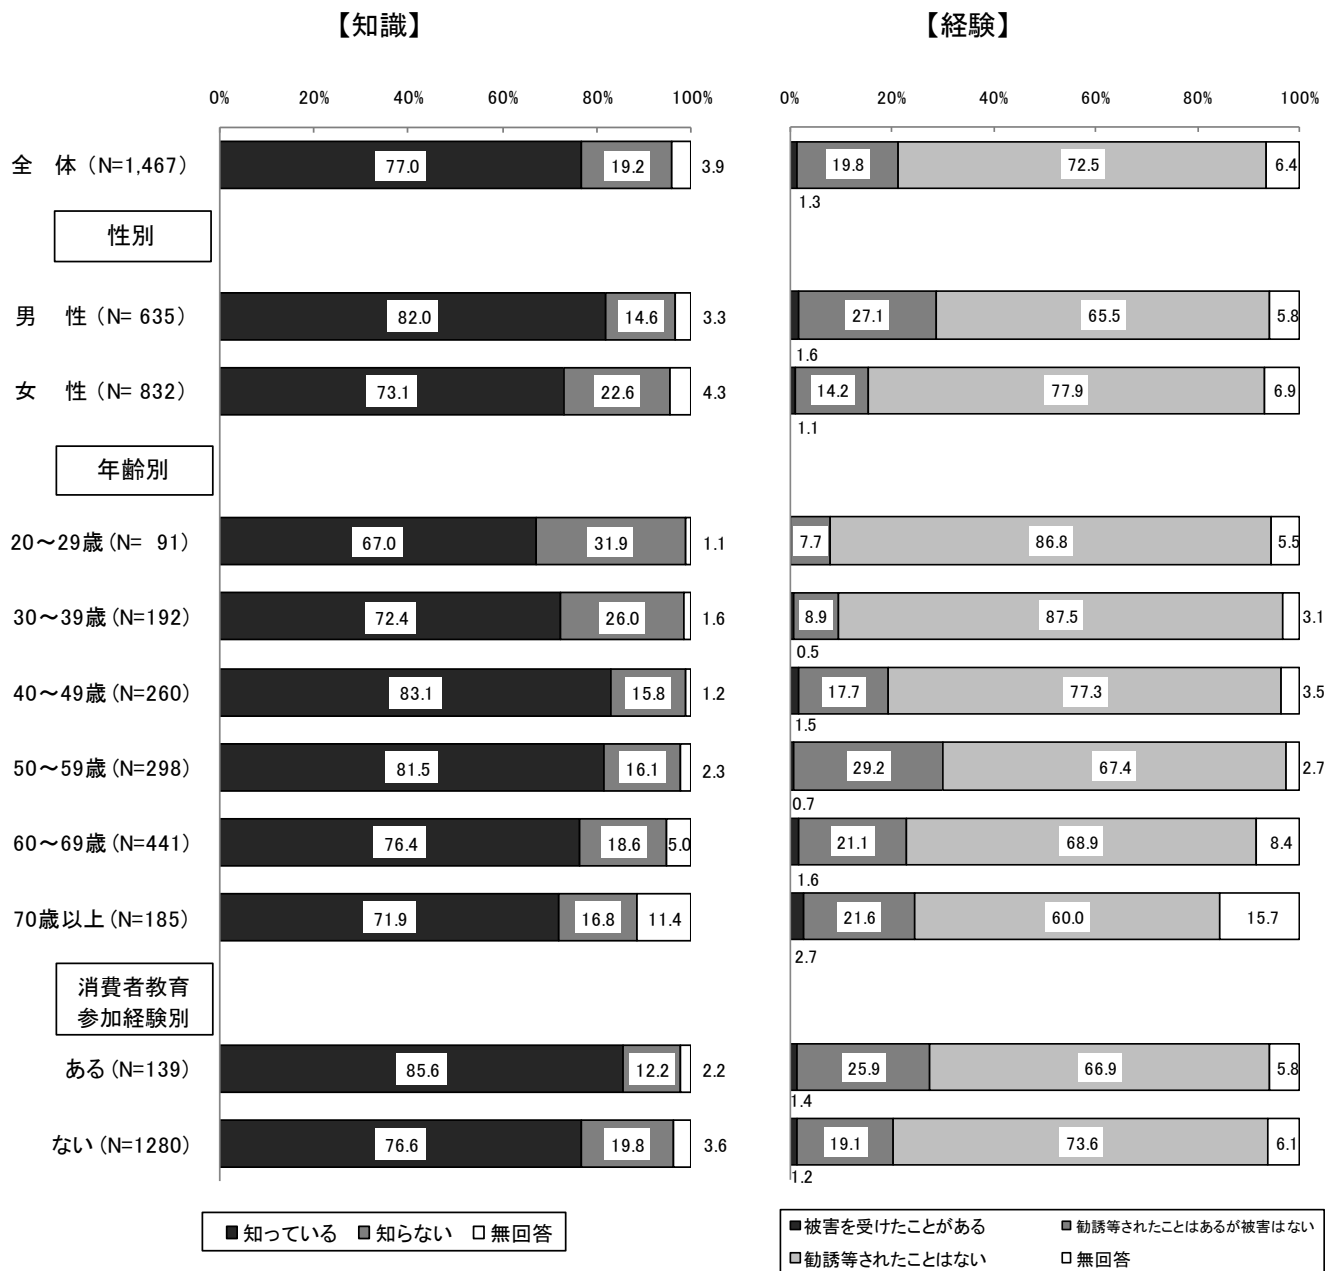 【知識】
【経験】
0% 20% 40% 60% 80% 100%
0% 20% 40% 60% 80% 100%
全 体 (N=1,467) 77.0 19.2 3.9 1.3 19.8 72.5 6.4
性別
男 性 (N= 635) 82.0 14.6 3.3 1.6 27.1 65.5 5.8
女 性 (N= 832) 73.1 22.6 4.3 1.1 14.2 77.9 6.9
年齢別
20～29歳 (N= 91) 67.0 31.9 1.1 7.7 86.8 5.5
30～39歳 (N=192) 72.4 26.0 1.6 0.5 8.9 87.5 3.1
40～49歳 (N=260) 83.1 15.8 1.2 1.5 17.7 77.3 3.5
50～59歳 (N=298) 81.5 16.1 2.3 0.7 29.2 67.4 2.7
60～69歳 (N=441) 76.4 18.6 5.0 1.6 21.1 68.9 8.4
70歳以上 (N=185) 71.9 16.8 11.4 2.7 21.6 60.0 15.7
消費者教育
参加経験別
ある (N=139) 85.6 12.2 2.2 1.4 25.9 66.9 5.8
ない (N=1280) 76.6 19.8 3.6 1.2 19.1 73.6 6.1
知っている 知らない 無回答
被害を受けたことがある 勧誘等されたことはあるが被害はない
勧誘等されたことはない 無回答